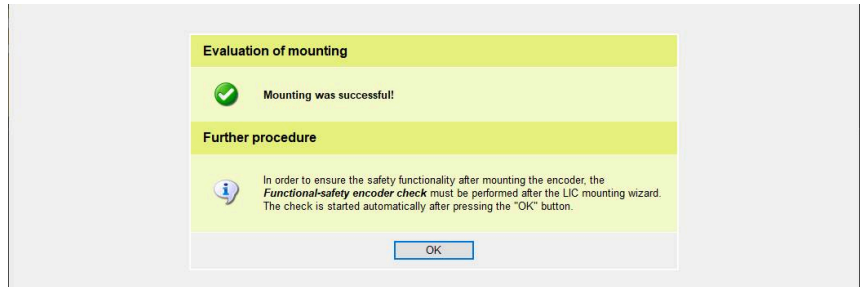 Evaluation of mounting
Mounting was successful!
Further procedure
In order to ensure the safety functionality after mounting the encoder, the
Functional-safety encoder check must be performed after the LIC mounting wizard.
The check is started automatically after pressing the "OK" button.
OK